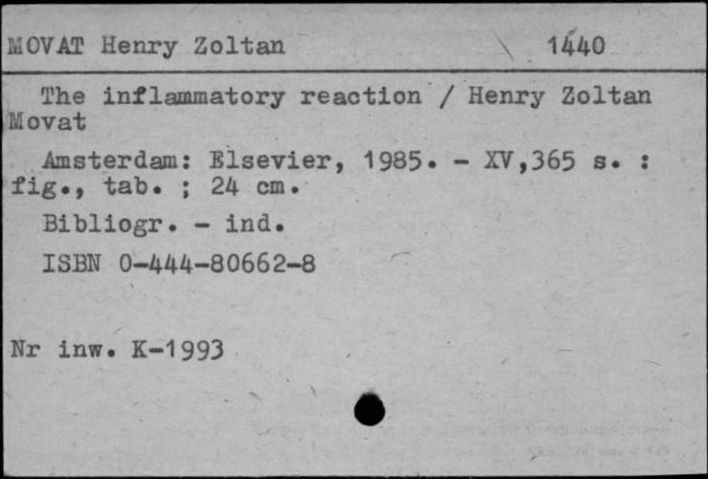 MOVAT Henry Zoltan 1440
The inflammatory reaction / Henry Zoltan
Movat
Amsterdam: Elsevier, 1985. - XV,365 s. :
fig., tab. ; 24 cm.
Bibliogr. - ind.
ISBN 0-444-80662-8
Nr inw. K-1993